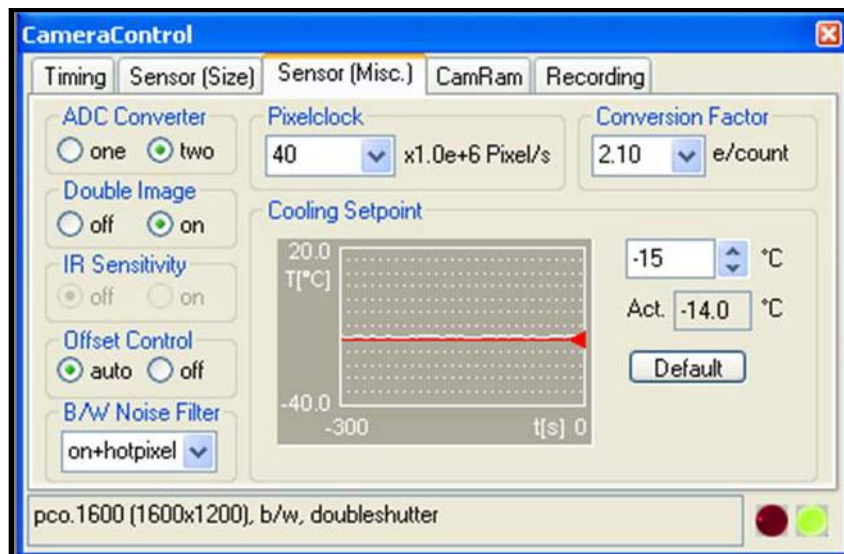 CameraControl
Timing Sensor (Size) Sensor (Misc.) CamRam Recording
ADC Converter
one two
Double Image
off on
IR Sensitivity
off on
Offset Control
auto off
B/W Noise Filter
on+hotpixel
Pixelclock
40 x1.0e+6 Pixel/s
Conversion Factor
2.10 e/count
Cooling Setpoint
20.0
T[°C]
-40.0
-300 t[s] 0
-15 °C
Act. -14.0 °C
Default
pco.1600 (1600x1200), b/w, doubleshutter